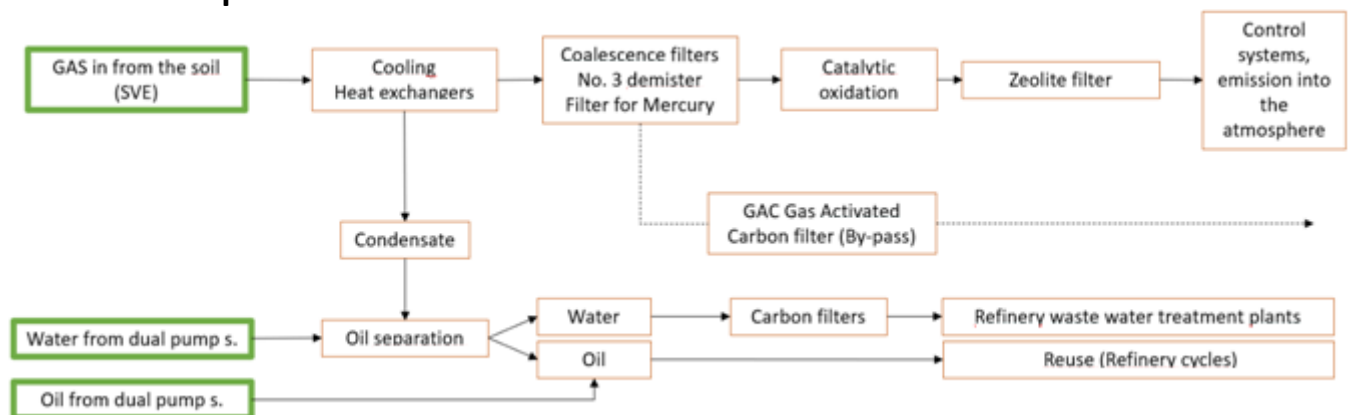 GAS in from the soil
(SVE)
Cooling
Heat exchangers
Coalescence filters
No. 3 demister
Filter for Mercury
Catalytic
oxidation
Zeolite filter
Control
systems,
emission into
the
atmosphere
GAC Gas Activated
Carbon filter (By-pass)
Condensate
Water from dual pump s.
Oil separation
Water
Carbon filters
Refinery waste water treatment plants
Oil
Reuse (Refinery cycles)
Oil from dual pump s.